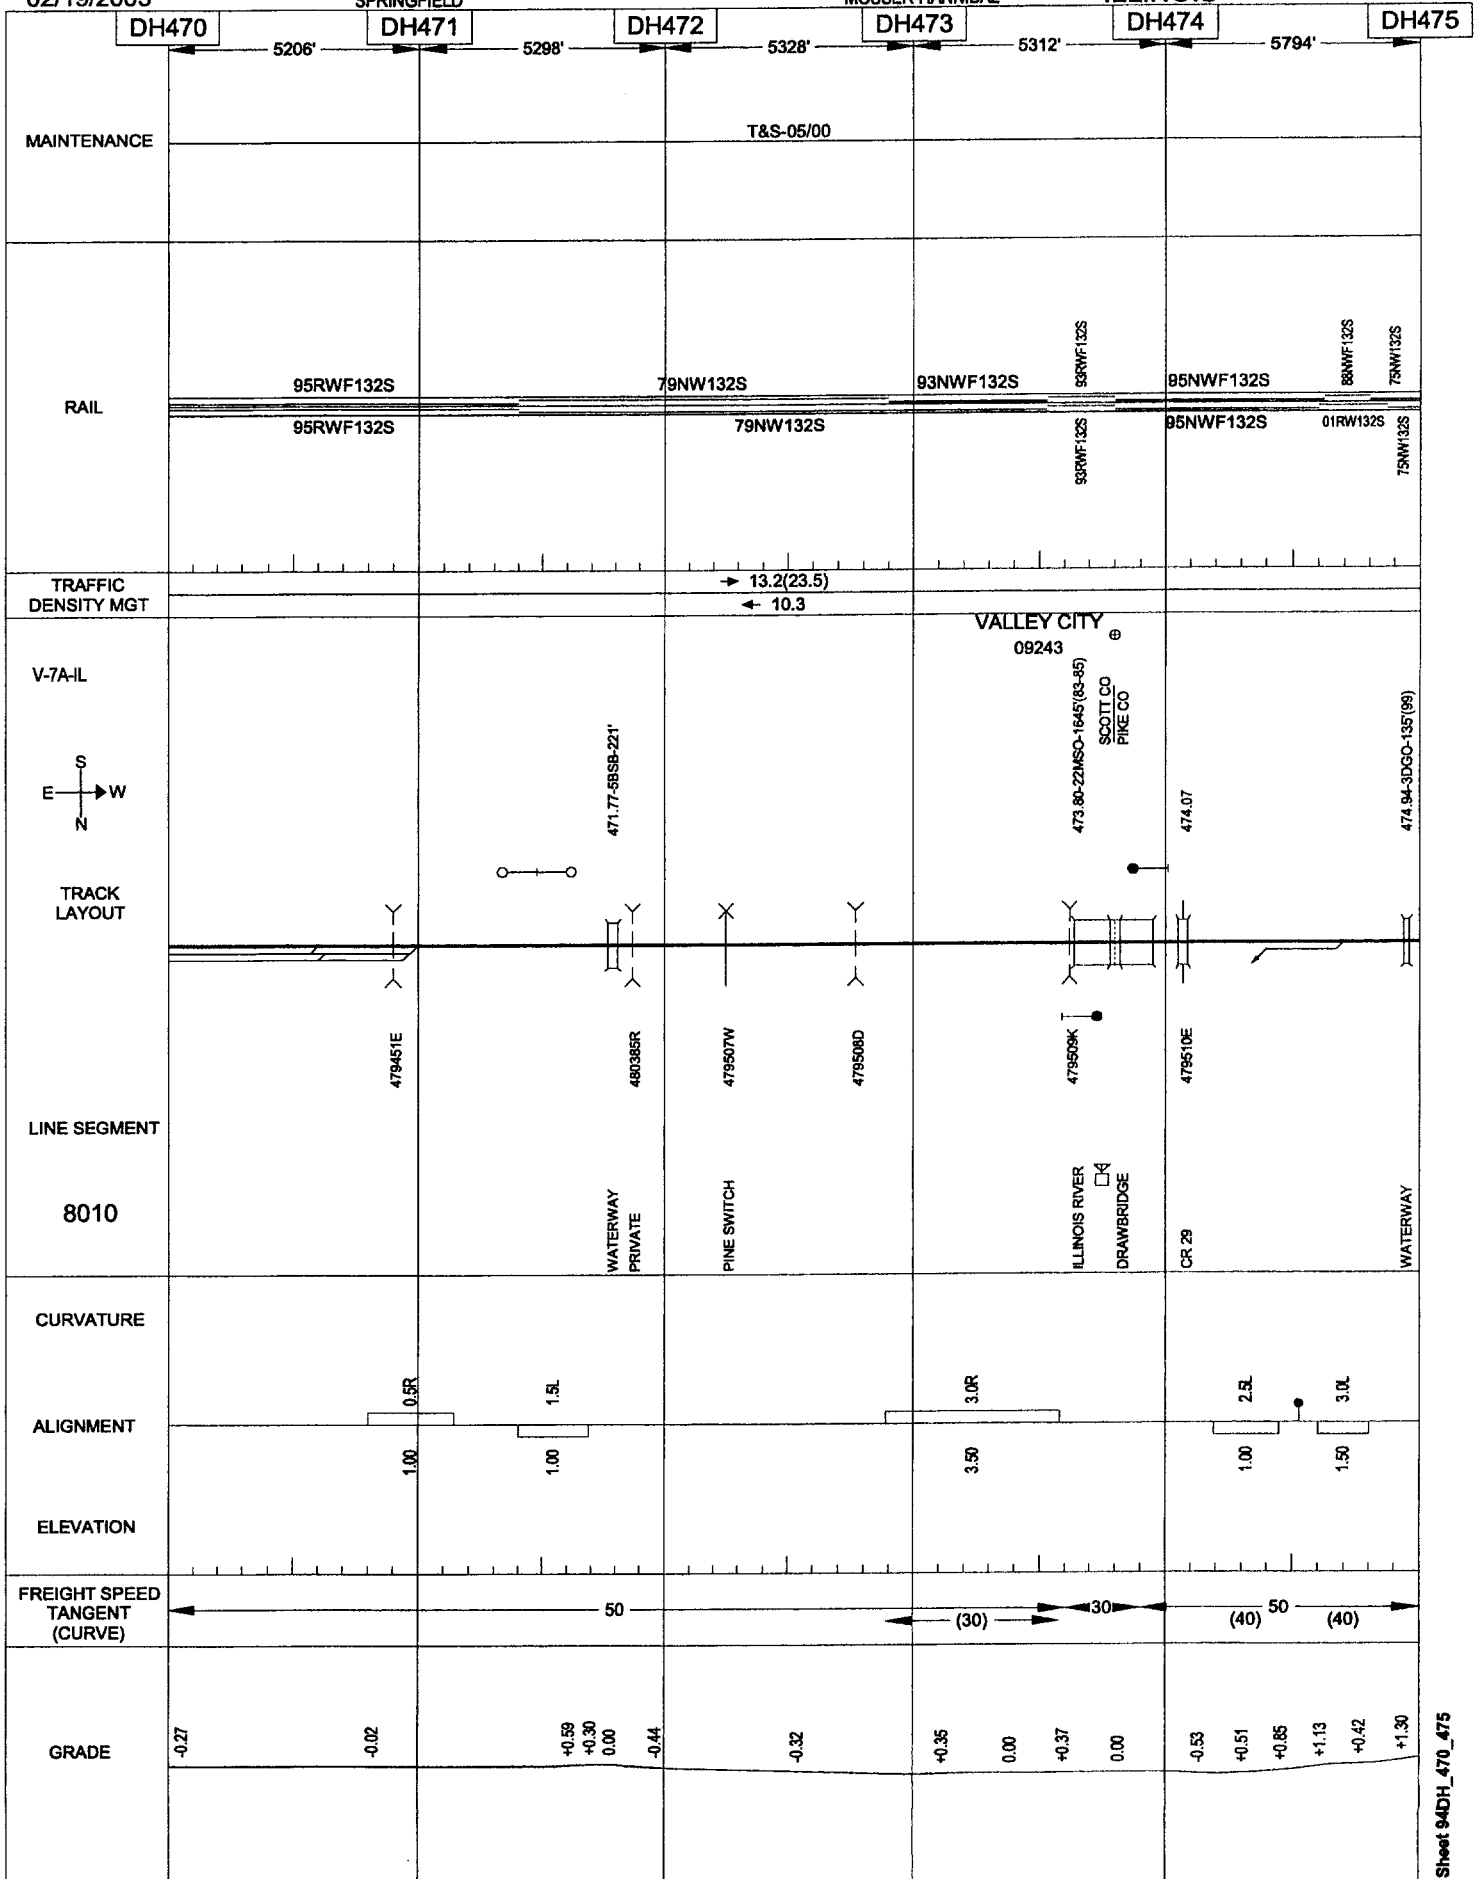 DH470 DH471 DH472 DH473 DH474 DH475
5206' 5298' 5328' 5312' 5794'
MAINTENANCE
T&S-05/00
RAIL
95RWF132S 79NW132S 93NWF132S 93RWF132S 95NWF132S 88NWF132S 75NW132S
95RWF132S 79NW132S 93RWF132S 95NWF132S 01RW132S 75NW132S
TRAFFIC
DENSITY MGT
13.2(23.5)
10.3
VALLEY CITY
09243
V-7A-IL
S
E W
N
471.77-5BSB-221'
473.80-22MSO-1645'(83-85)
SCOTT CO
PIKE CO
474.07
474.94-3DGO-135'(99)
TRACK
LAYOUT
479451E 480385R 479507W 479508D 479509K 479510E
LINE SEGMENT
8010
WATERWAY
PRIVATE
PINE SWITCH
ILLINOIS RIVER
DRAWBRIDGE
CR 29
WATERWAY
CURVATURE
0.5R 1.5L 3.0R 2.5L 3.0L
ALIGNMENT
1.00 1.00 3.50 1.00 1.50
ELEVATION
FREIGHT SPEED
TANGENT
(CURVE)
50 30 50
(30) (40) (40)
GRADE
-0.27 -0.02 +0.59 +0.30 0.00 -0.44 -0.32 +0.35 0.00 +0.37 0.00 -0.53 +0.51 +0.85 +1.13 +0.42 +1.30
Sheet 94DH_470_475